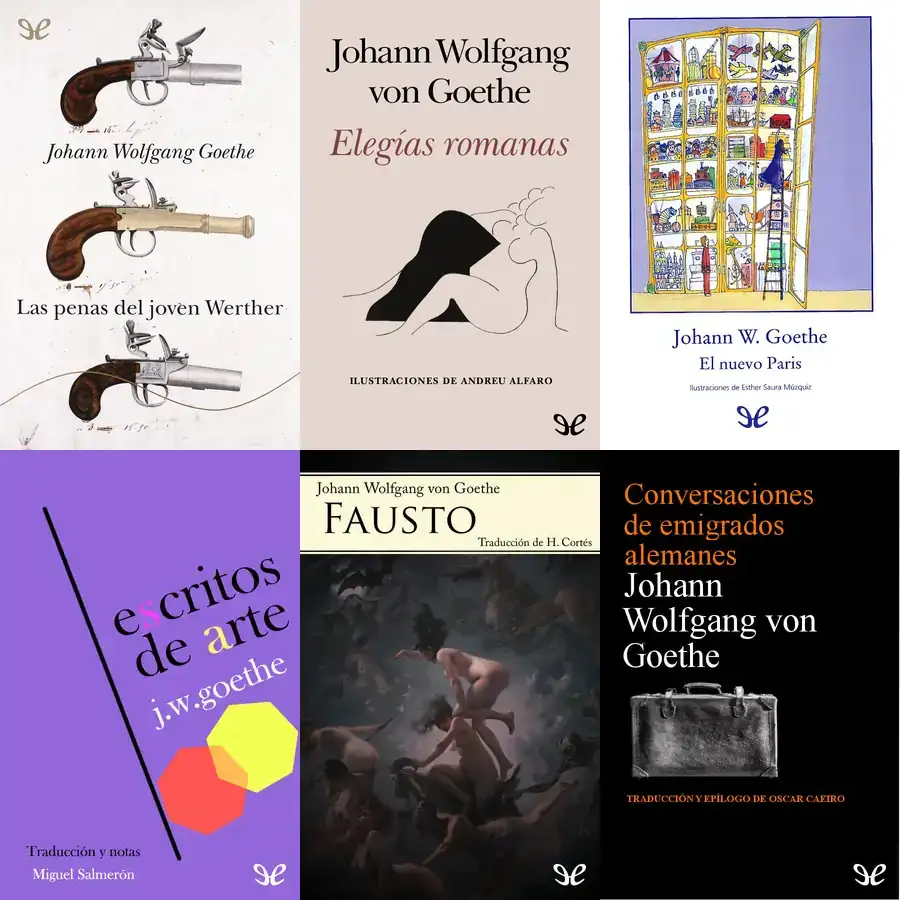 Johann Wolfgang Goethe
Las penas del joven Werther
Johann Wolfgang
von Goethe
Elegías romanas
ILUSTRACIONES DE ANDREU ALFARO
Johann W. Goethe
El nuevo Paris
Ilustraciones de Esther Saura Múzquiz
escritos
de arte
j.w.goethe
Traducción y notas
Miguel Salmerón
Johann Wolfgang von Goethe
FAUSTO
Traducción de H. Cortés
Conversaciones
de emigrados
alemanes
Johann
Wolfgang von
Goethe
TRADUCCIÓN Y EPÍLOGO DE OSCAR CAEIRO